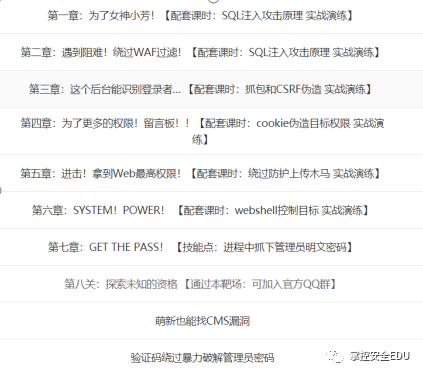 第一章：为了女神小芳！【配套课时：SQL注入攻击原理 实战演练】
第二章：遇到阻难！绕过WAF过滤！【配套课时：SQL注入攻击原理 实战演练】
第三章：这个后台能识别登录者... 【配套课时：抓包和CSRF伪造 实战演练】
第四章：为了更多的权限！留言板！！【配套课时：cookie伪造目标权限 实战演
练】
第五章：进击！拿到Web最高权限！【配套课时：绕过防护上传木马 实战演练】
第六章：SYSTEM！POWER！【配套课时：webshell控制目标 实战演练】
第七章：GET THE PASS！【技能点：进程中抓下管理员明文密码】
第八关：探索未知的资格 【通过本靶场：可加入官方QQ群】
萌新也能找CMS漏洞
验证码绕过暴力破解管理员密码
掌控安全EDU